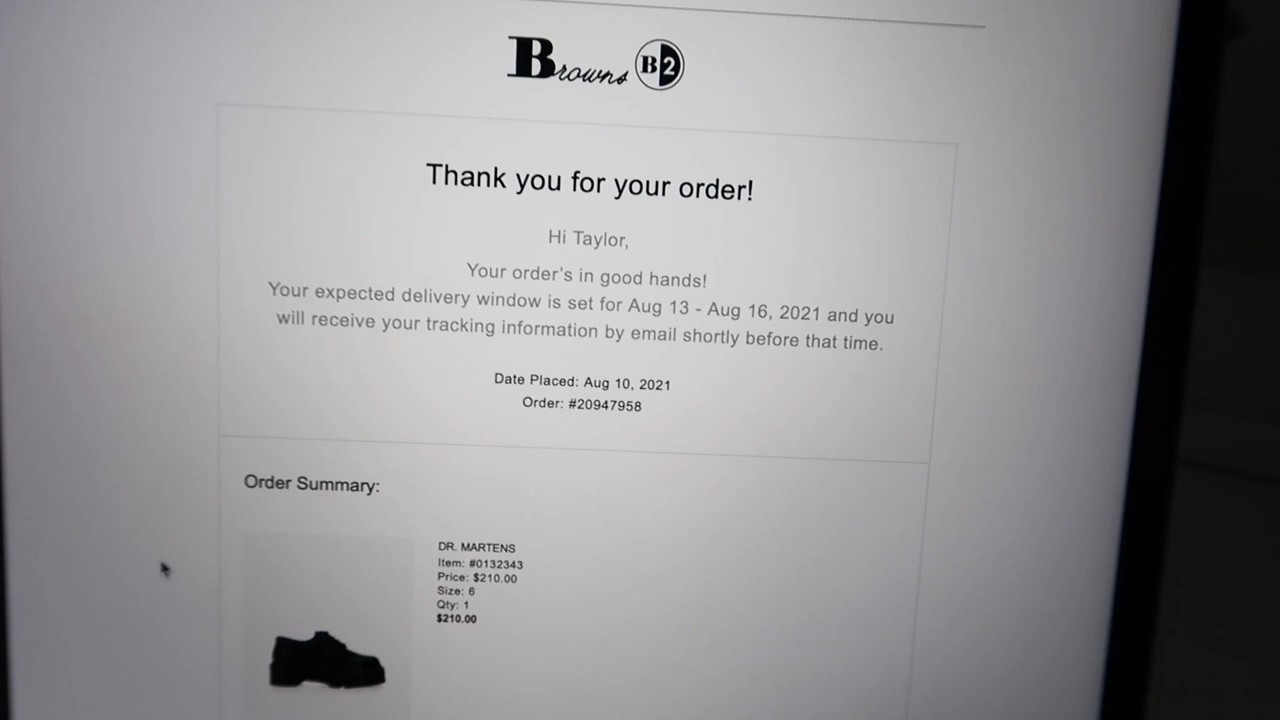 Browns B2
Thank you for your order!
Hi Taylor,
Your order's in good hands!
Your expected delivery window is set for Aug 13 - Aug 16, 2021 and you
will receive your tracking information by email shortly before that time.
Date Placed: Aug 10, 2021
Order: #20947958
Order Summary:
DR. MARTENS
Item: #0132343
Price: $210.00
Size: 6
Qty: 1
$210.00